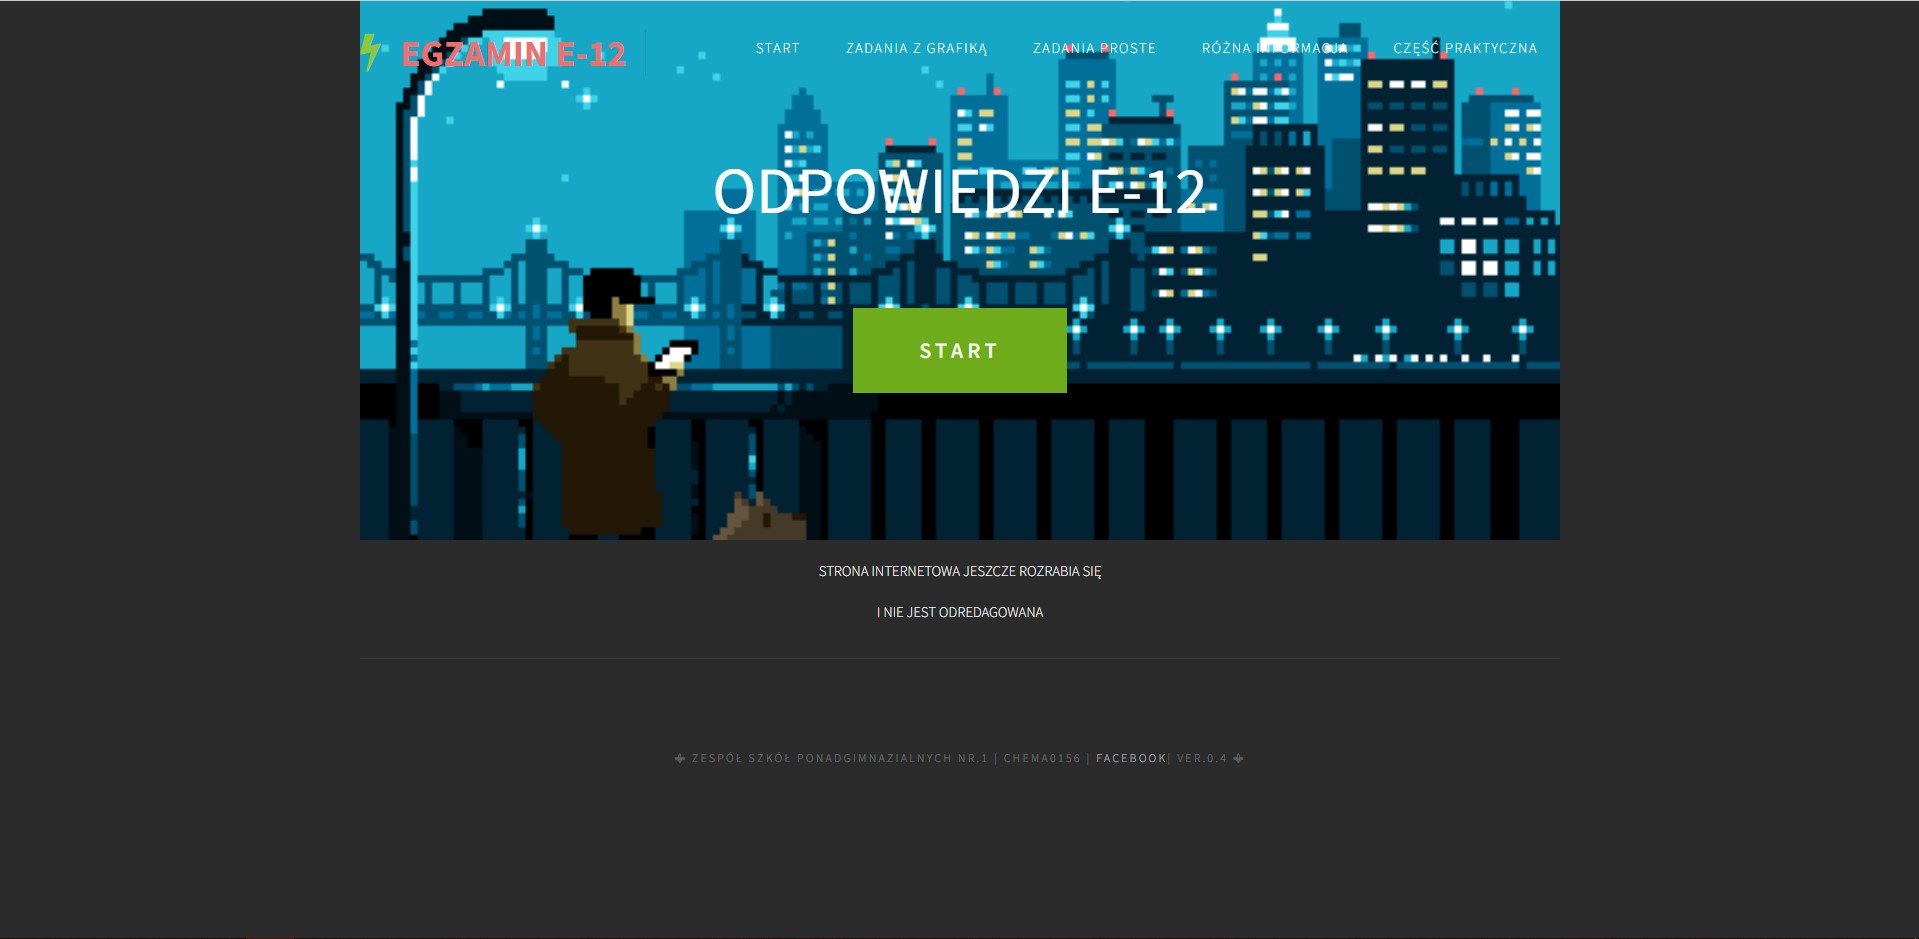 EGZAMIN E-12
START ZADANIA Z GRAFIKĄ ZADANIA PROSTE RÓŻNA INFORMACJA CZĘŚĆ PRAKTYCZNA
ODPOWIEDZI E-12
START
STRONA INTERNETOWA JESZCZE ROZRABIA SIĘ
I NIE JEST ODREDAGOWANA
ZESPÓŁ SZKÓŁ PONADGIMNAZIALNYCH NR.1 | CHEMA0156 | FACEBOOK| VER.0.4